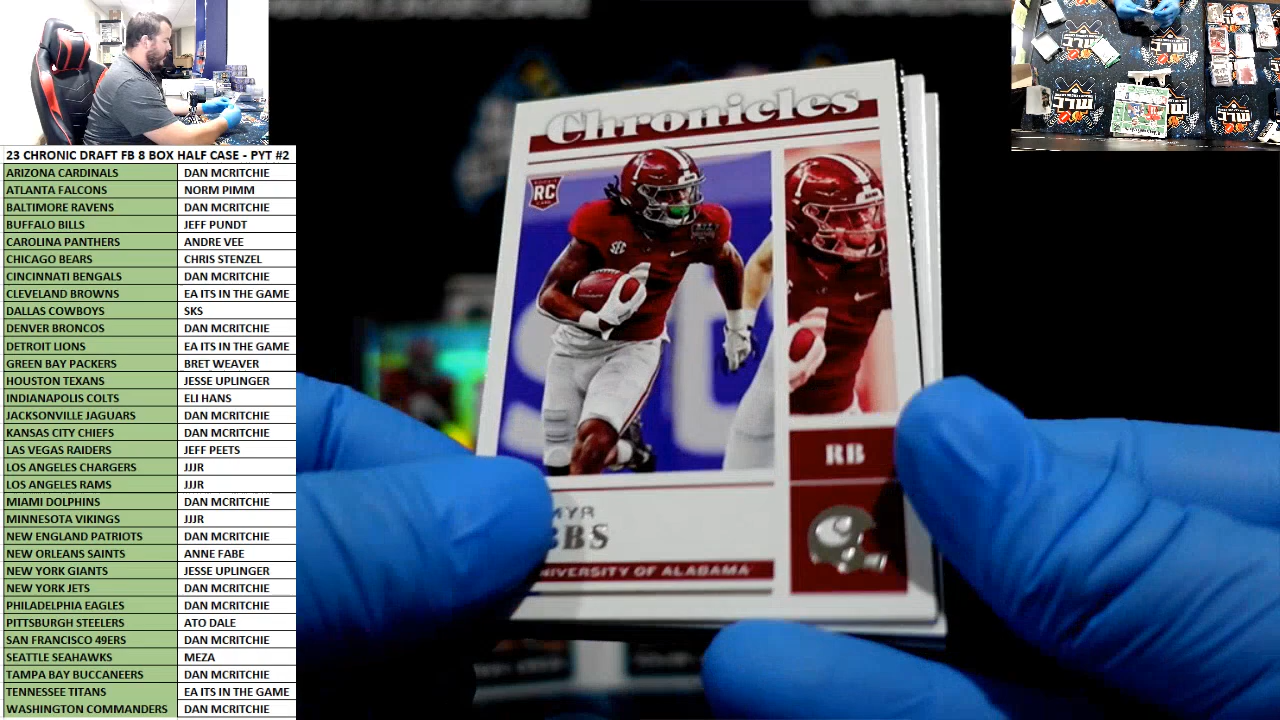 23 CHRONIC DRAFT FB 8 BOX HALF CASE - PYT #2
ARIZONA CARDINALS DAN MCRITCHIE
ATLANTA FALCONS NORM PIMM
BALTIMORE RAVENS DAN MCRITCHIE
BUFFALO BILLS JEFF PUNDT
CAROLINA PANTHERS ANDRE VEE
CHICAGO BEARS CHRIS STENZEL
CINCINNATI BENGALS DAN MCRITCHIE
CLEVELAND BROWNS EA ITS IN THE GAME
DALLAS COWBOYS SKS
DENVER BRONCOS DAN MCRITCHIE
DETROIT LIONS EA ITS IN THE GAME
GREEN BAY PACKERS BRET WEAVER
HOUSTON TEXANS JESSE UPLINGER
INDIANAPOLIS COLTS ELI HANS
JACKSONVILLE JAGUARS DAN MCRITCHIE
KANSAS CITY CHIEFS DAN MCRITCHIE
LAS VEGAS RAIDERS JEFF PEETS
LOS ANGELES CHARGERS JJJR
LOS ANGELES RAMS JJJR
MIAMI DOLPHINS DAN MCRITCHIE
MINNESOTA VIKINGS JJJR
NEW ENGLAND PATRIOTS DAN MCRITCHIE
NEW ORLEANS SAINTS ANNE FABE
NEW YORK GIANTS JESSE UPLINGER
NEW YORK JETS DAN MCRITCHIE
PHILADELPHIA EAGLES DAN MCRITCHIE
PITTSBURGH STEELERS ATO DALE
SAN FRANCISCO 49ERS DAN MCRITCHIE
SEATTLE SEAHAWKS MEZA
TAMPA BAY BUCCANEERS DAN MCRITCHIE
TENNESSEE TITANS EA ITS IN THE GAME
WASHINGTON COMMANDERS DAN MCRITCHIE
Chronicles
RC
SEC
1
RB
MYR
BBS
UNIVERSITY OF ALABAMA